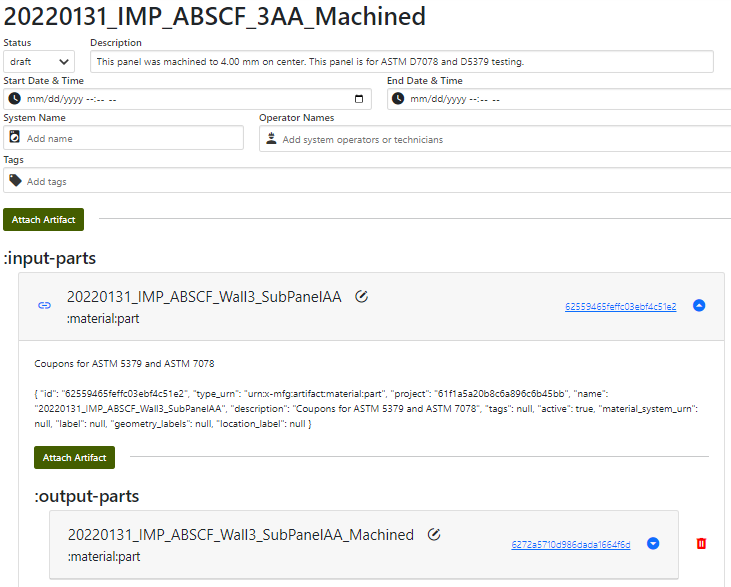 20220131_IMP_ABSCF_3AA_Machined
Status
Description
draft
This panel was machined to 4.00 mm on center. This panel is for ASTM D7078 and D5379 testing.
Start Date & Time
End Date & Time
mm/dd/yyyy --:-- --
mm/dd/yyyy --:-- --
System Name
Operator Names
Add name
Add system operators or technicians
Tags
Add tags
Attach Artifact
:input-parts
20220131_IMP_ABSCF_Wall3_SubPanelAA
62559465feffc03ebf4c51e2
:material:part
Coupons for ASTM 5379 and ASTM 7078
{ "id": "62559465feffc03ebf4c51e2", "type_urn": "urn:x-mfg:artifact:material:part", "project": "61f1a5a20b8c6a896c6b45bb", "name":
"20220131_IMP_ABSCF_Wall3_SubPanelAA", "description": "Coupons for ASTM 5379 and ASTM 7078", "tags": null, "active": true, "material_system_urn":
null, "label": null, "geometry_labels": null, "location_label": null }
Attach Artifact
:output-parts
20220131_IMP_ABSCF_Wall3_SubPanelAA_Machined
6272a5710d986dada1664f6d
:material:part